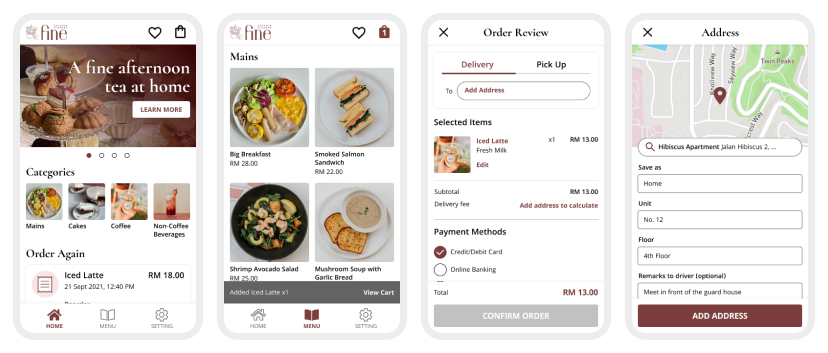 fine
A fine afternoon
tea at home
LEARN MORE
Categories
Mains
Cakes
Coffee
Non-Coffee
Beverages
Order Again
Iced Latte
RM 18.00
21 Sept 2021, 12:40 PM
HOME
MENU
SETTING
fine
1
Mains
Big Breakfast
RM 28.00
Smoked Salmon
Sandwich
RM 22.00
Shrimp Avocado Salad
RM 25.00
Mushroom Soup with
Garlic Bread
Added Iced Latte x1
View Cart
HOME
MENU
SETTING
Order Review
Delivery
Pick Up
To
Add Address
Selected Items
Iced Latte
x1
RM 13.00
Fresh Milk
Edit
Subtotal
RM 13.00
Delivery fee
Add address to calculate
Payment Methods
Credit/Debit Card
Online Banking
Total
RM 13.00
CONFIRM ORDER
Address
Woodview Way
Skyview Way
Twin Peaks
crest Way
Hibiscus Apartment Jalan Hibiscus 2, ...
Save as
Home
Unit
No. 12
Floor
4th Floor
Remarks to driver (optional)
Meet in front of the guard house
ADD ADDRESS